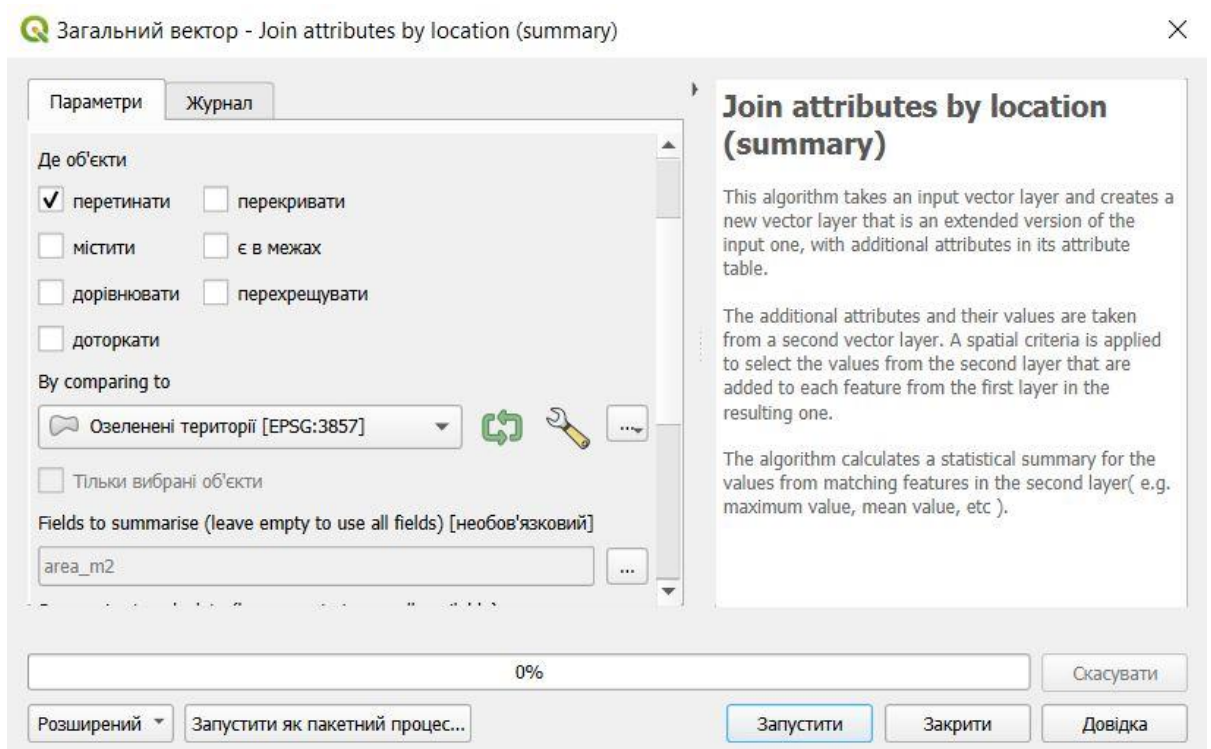 Загальний вектор - Join attributes by location (summary)
Параметри
Журнал
Де об'єкти
перетинати
перекривати
містити
є в межах
дорівнювати
перехрещувати
доторкати
By comparing to
Озеленені території [EPSG:3857]
...
Тільки вибрані об'єкти
Fields to summarise (leave empty to use all fields) [необов'язковий]
area_m2
...
Join attributes by location
(summary)
This algorithm takes an input vector layer and creates a
new vector layer that is an extended version of the
input one, with additional attributes in its attribute
table.
The additional attributes and their values are taken
from a second vector layer. A spatial criteria is applied
to select the values from the second layer that are
added to each feature from the first layer in the
resulting one.
The algorithm calculates a statistical summary for the
values from matching features in the second layer( e.g.
maximum value, mean value, etc ).
0%
Скасувати
Розширений
Запустити як пакетний процес...
Запустити
Закрити
Довідка